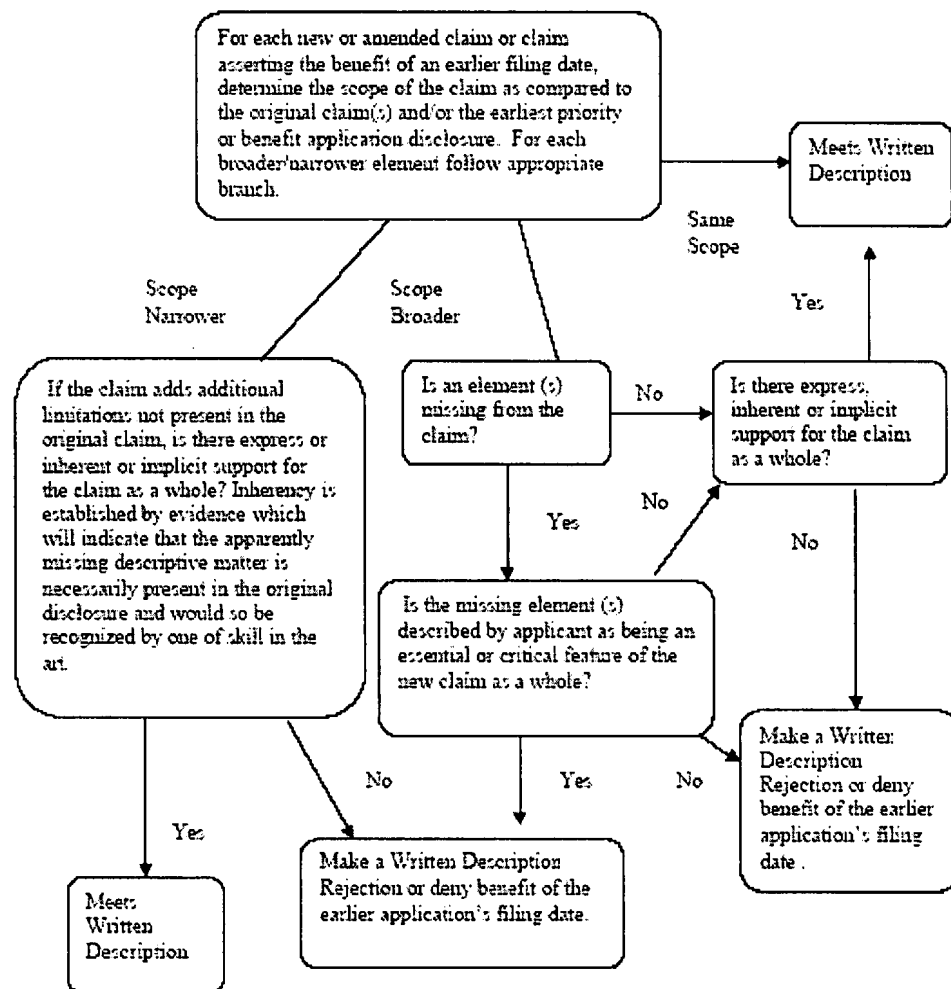 For each new or amended claim or claim
asserting the benefit of an earlier filing date,
determine the scope of the claim as compared to
the original claim(s) and/or the earliest priority
or benefit application disclosure. For each
broader/narrower element follow appropriate
branch.
Meets Written
Description
Same
Scope
Scope
Narrower
Scope
Broader
Yes
If the claim adds additional
limitations not present in the
original claim, is there express or
inherent or implicit support for
the claim as a whole? Inherency is
established by evidence which
will indicate that the apparently
missing descriptive matter is
necessarily present in the original
disclosure and would so be
recognized by one of skill in the
art.
Is an element (s)
missing from the
claim?
No
Is there express,
inherent or implicit
support for the claim
as a whole?
Yes
No
No
Is the missing element (s)
described by applicant as being an
essential or critical feature of the
new claim as a whole?
Yes
No
No
Yes
Make a Written
Description
Rejection or deny
benefit of the earlier
application's filing
date .
Make a Written Description
Rejection or deny benefit of the
earlier application's filing date.
Meets
Written
Description